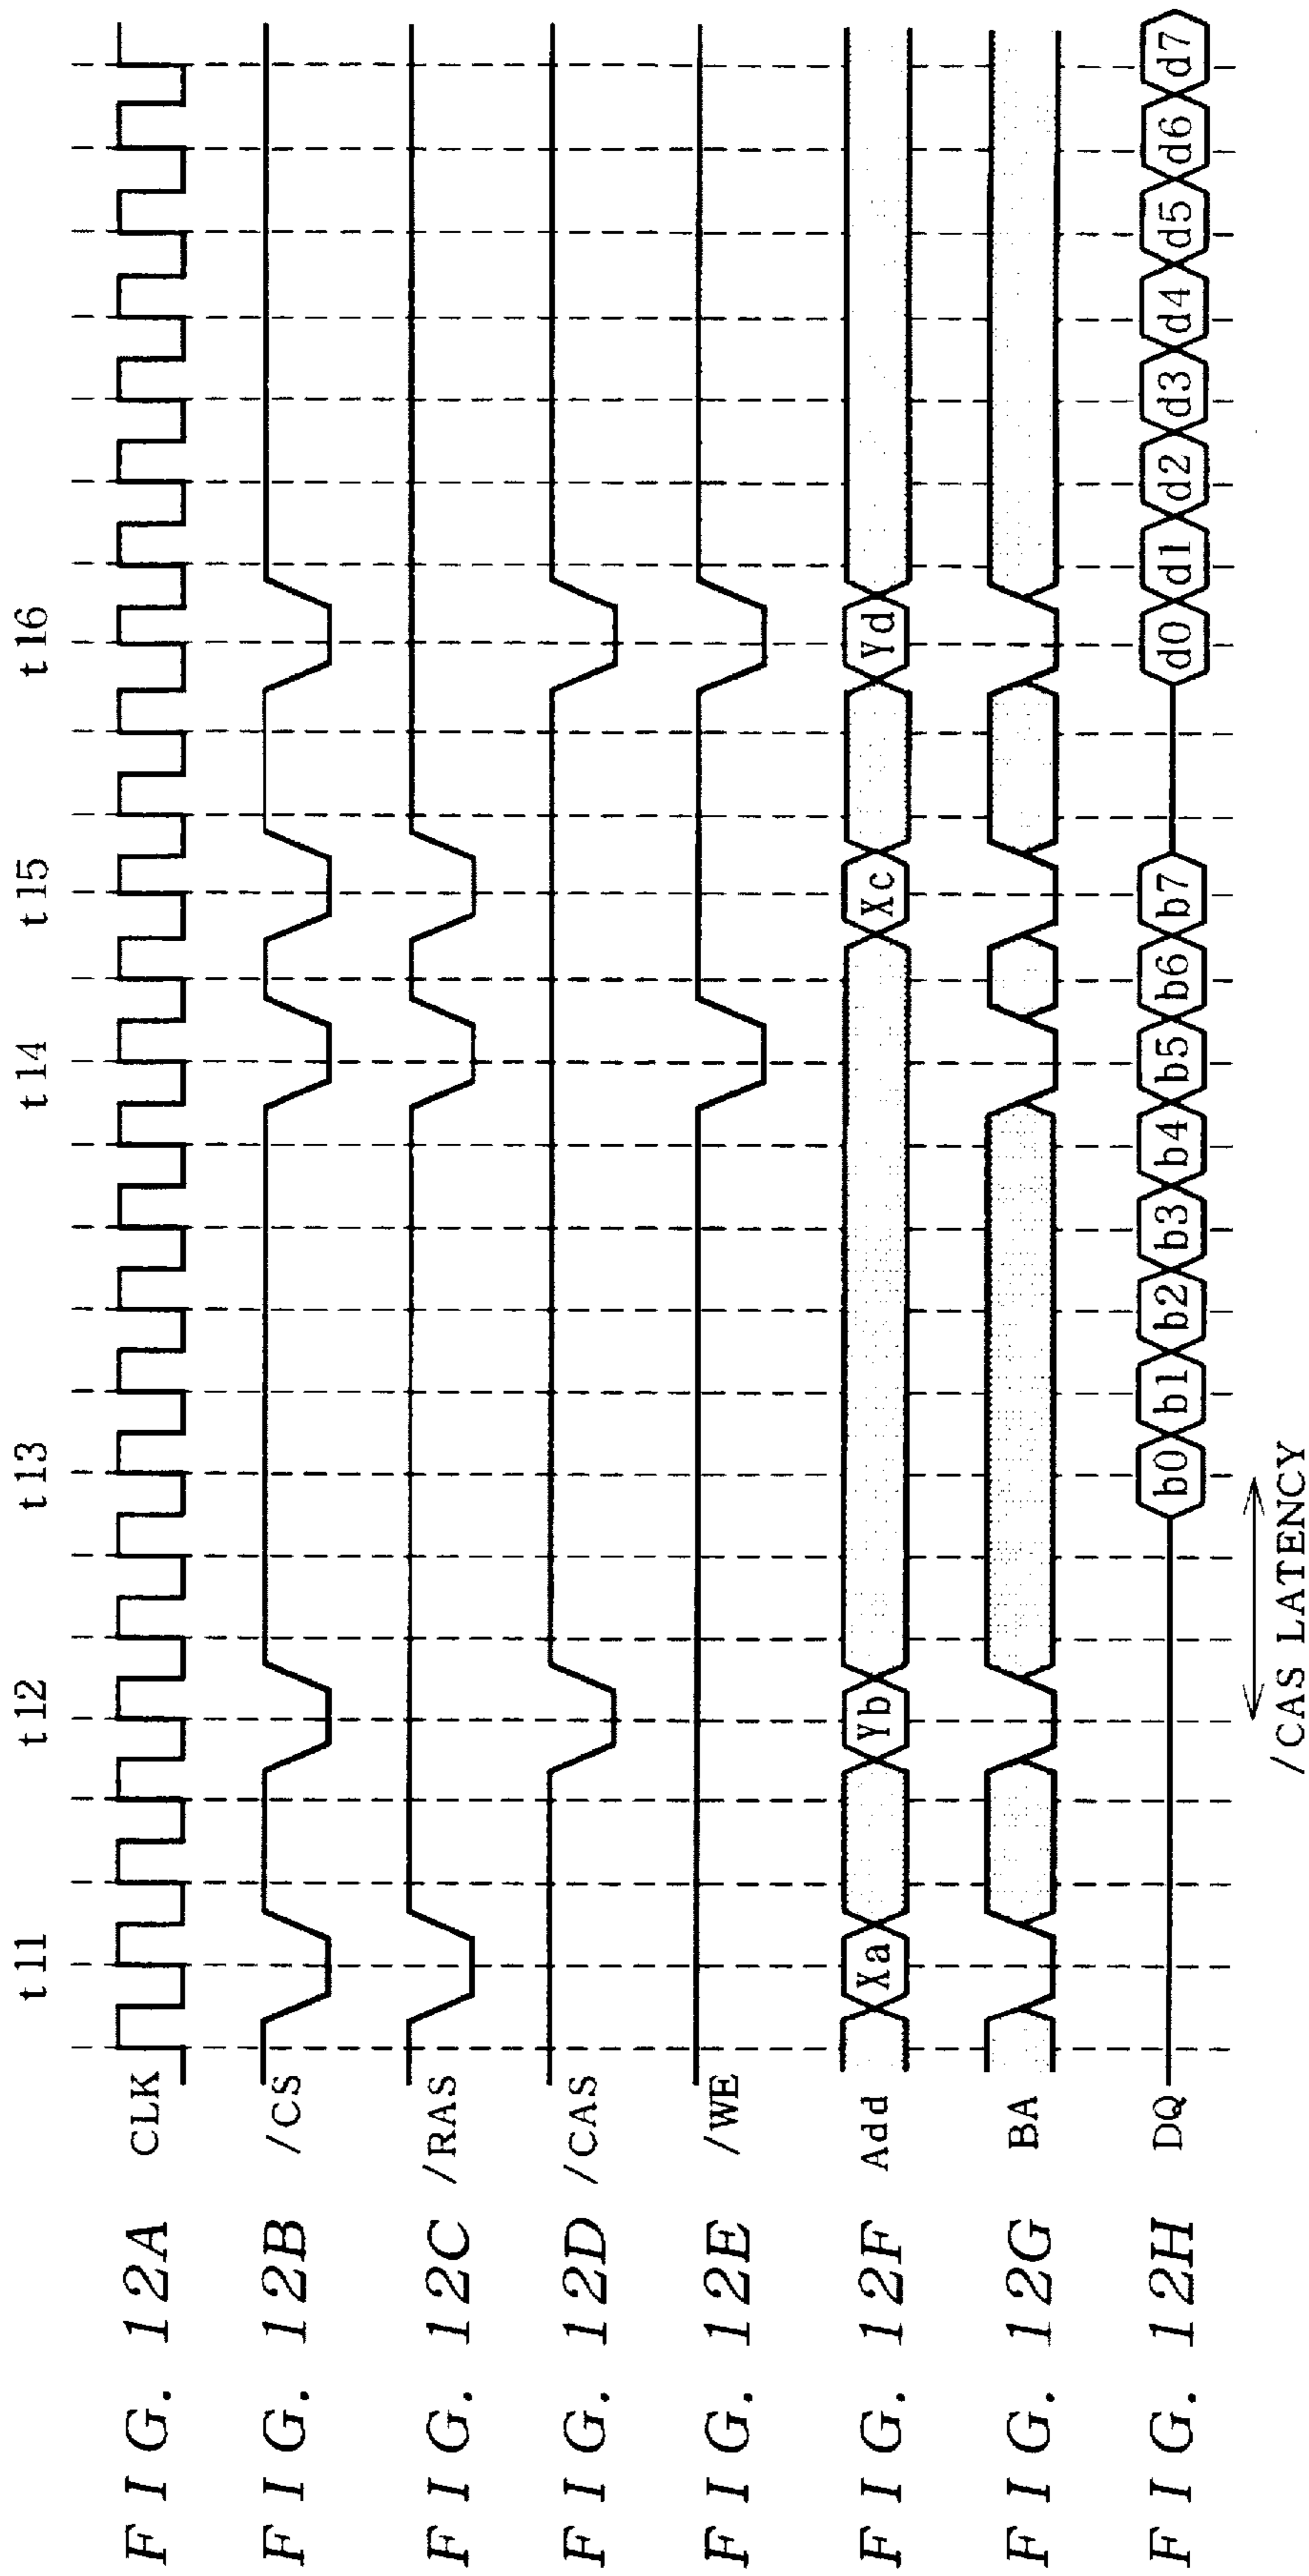 t11 t12 t13 t14 t15 t16
FIG. 12A CLK
FIG. 12B /CS
FIG. 12C /RAS
FIG. 12D /CAS
FIG. 12E /WE
FIG. 12F Add Xa Yb Xc Yd
FIG. 12G BA
FIG. 12H DQ b0 b1 b2 b3 b4 b5 b6 b7 d0 d1 d2 d3 d4 d5 d6 d7
/CAS LATENCY